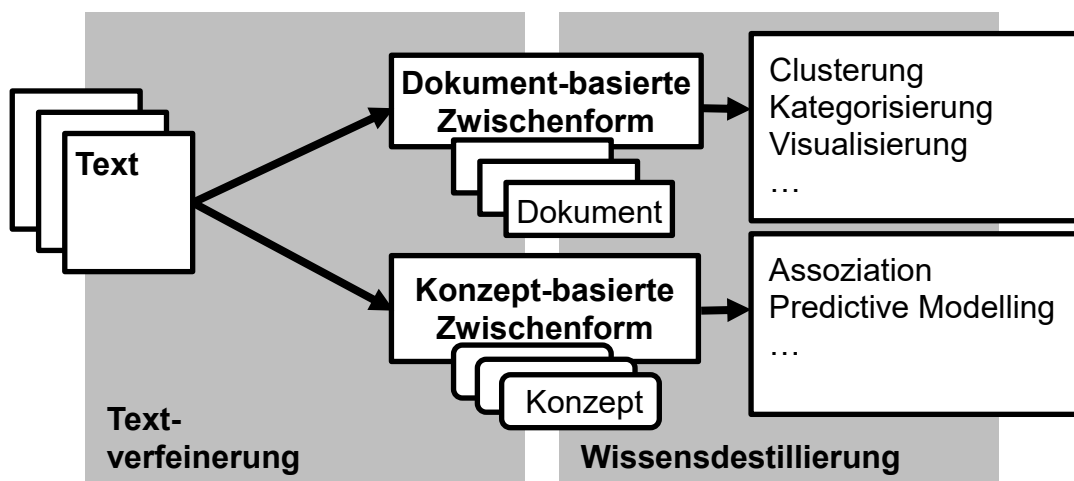 Text
Dokument-basierte
Zwischenform
Dokument
Clusterung
Kategorisierung
Visualisierung
…
Konzept-basierte
Zwischenform
Konzept
Assoziation
Predictive Modelling
…
Text-
verfeinerung
Wissensdestillierung